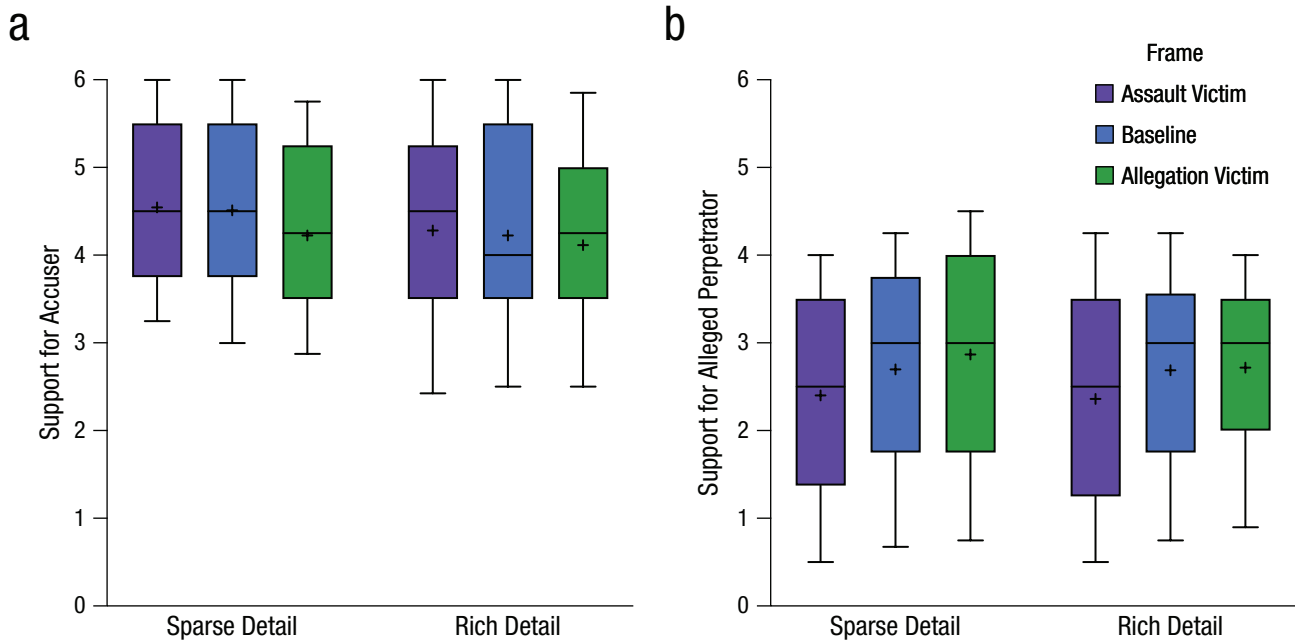 a
Support for Accuser
6
5
4
3
2
1
0
Sparse Detail
Rich Detail
b
Support for Alleged Perpetrator
6
5
4
3
2
1
0
Sparse Detail
Rich Detail
Frame
Assault Victim
Baseline
Allegation Victim